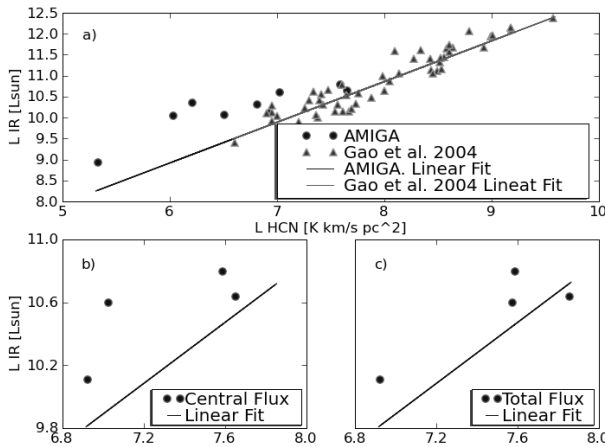 12.5
12.0
11.5
11.0
10.5
10.0
9.5
9.0
8.5
8.0
L IR [Lsun]
a)
AMIGA
Gao et al. 2004
AMIGA. Linear Fit
Gao et al. 2004 Lineat Fit
5 6 7 8 9 10
L HCN [K km/s pc^2]
11.0
10.6
10.2
9.8
L IR [Lsun]
b)
Central Flux
Linear Fit
6.8 7.2 7.6 8.0
c)
Total Flux
Linear Fit
6.8 7.2 7.6 8.0